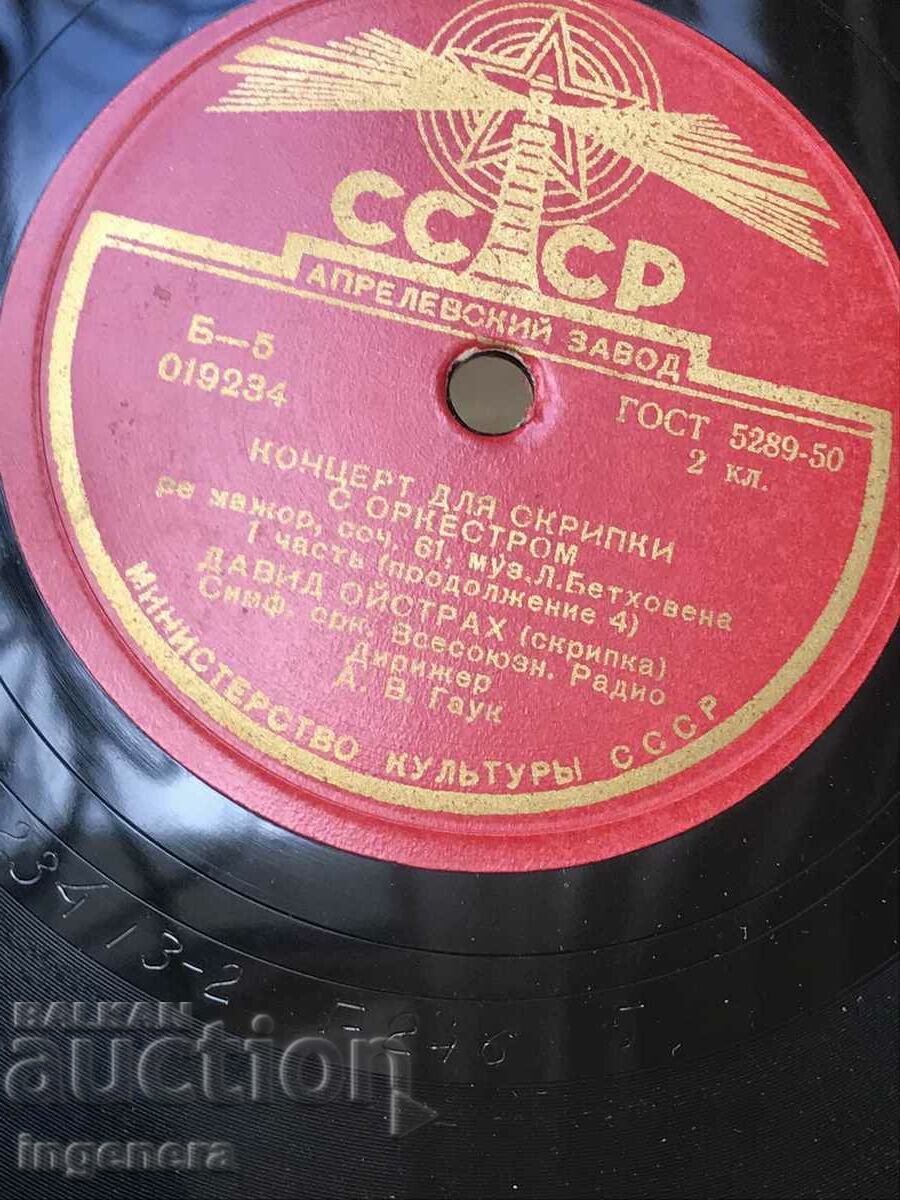 СССР
АПРЕЛЕВСКИЙ ЗАВОД
Б—5
019234
ГОСТ 5289-50
2 кл.
КОНЦЕРТ ДЛЯ СКРИПКИ
С ОРКЕСТРОМ
ре мажор, соч. 61, муз.Л.Бетховена
I часть (продолжение 4)
ДАВИД ОЙСТРАХ (скрипка)
Симф. орк. Всесоюзн. Радио
Дирижер
А. В. Гаук
МИНИСТЕРСТВО КУЛЬТУРЫ СССР
BALKAN
auction
ingenera